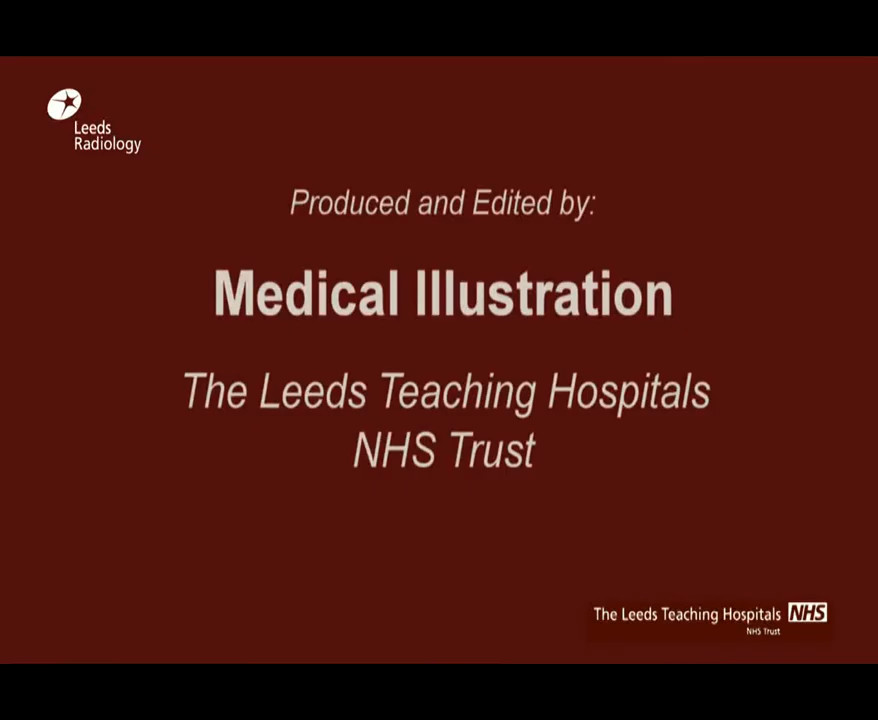 Leeds
Radiology
Produced and Edited by:
Medical Illustration
The Leeds Teaching Hospitals
NHS Trust
The Leeds Teaching Hospitals NHS
NHS Trust